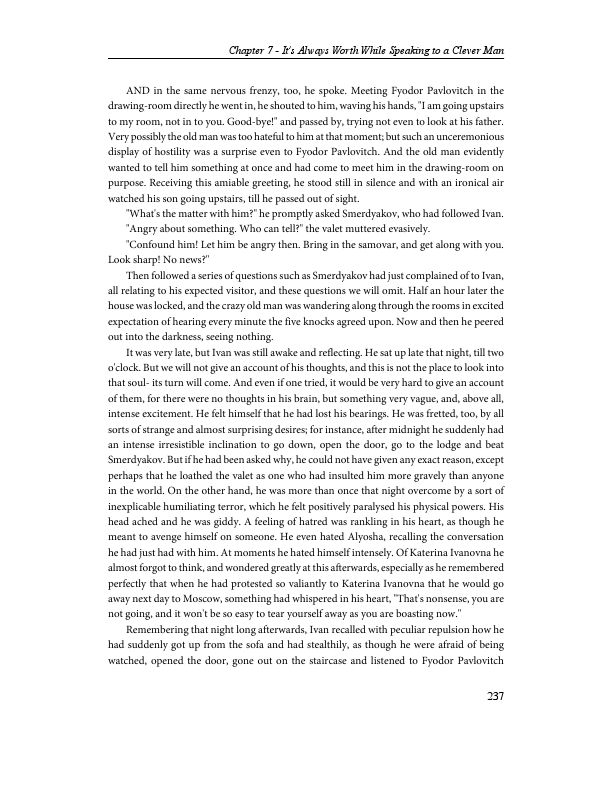 Chapter 7 - It's Always Worth While Speaking to a Clever Man
AND in the same nervous frenzy, too, he spoke. Meeting Fyodor Pavlovitch in the
drawing-room directly he went in, he shouted to him, waving his hands, "I am going upstairs
to my room, not in to you. Good-bye!" and passed by, trying not even to look at his father.
Very possibly the old man was too hateful to him at that moment; but such an unceremonious
display of hostility was a surprise even to Fyodor Pavlovitch. And the old man evidently
wanted to tell him something at once and had come to meet him in the drawing-room on
purpose. Receiving this amiable greeting, he stood still in silence and with an ironical air
watched his son going upstairs, till he passed out of sight.
"What's the matter with him?" he promptly asked Smerdyakov, who had followed Ivan.
"Angry about something. Who can tell?" the valet muttered evasively.
"Confound him! Let him be angry then. Bring in the samovar, and get along with you.
Look sharp! No news?"
Then followed a series of questions such as Smerdyakov had just complained of to Ivan,
all relating to his expected visitor, and these questions we will omit. Half an hour later the
house was locked, and the crazy old man was wandering along through the rooms in excited
expectation of hearing every minute the five knocks agreed upon. Now and then he peered
out into the darkness, seeing nothing.
It was very late, but Ivan was still awake and reflecting. He sat up late that night, till two
o'clock. But we will not give an account of his thoughts, and this is not the place to look into
that soul- its turn will come. And even if one tried, it would be very hard to give an account
of them, for there were no thoughts in his brain, but something very vague, and, above all,
intense excitement. He felt himself that he had lost his bearings. He was fretted, too, by all
sorts of strange and almost surprising desires; for instance, after midnight he suddenly had
an intense irresistible inclination to go down, open the door, go to the lodge and beat
Smerdyakov. But if he had been asked why, he could not have given any exact reason, except
perhaps that he loathed the valet as one who had insulted him more gravely than anyone
in the world. On the other hand, he was more than once that night overcome by a sort of
inexplicable humiliating terror, which he felt positively paralysed his physical powers. His
head ached and he was giddy. A feeling of hatred was rankling in his heart, as though he
meant to avenge himself on someone. He even hated Alyosha, recalling the conversation
he had just had with him. At moments he hated himself intensely. Of Katerina Ivanovna he
almost forgot to think, and wondered greatly at this afterwards, especially as he remembered
perfectly that when he had protested so valiantly to Katerina Ivanovna that he would go
away next day to Moscow, something had whispered in his heart, "That's nonsense, you are
not going, and it won't be so easy to tear yourself away as you are boasting now."
Remembering that night long afterwards, Ivan recalled with peculiar repulsion how he
had suddenly got up from the sofa and had stealthily, as though he were afraid of being
watched, opened the door, gone out on the staircase and listened to Fyodor Pavlovitch
237